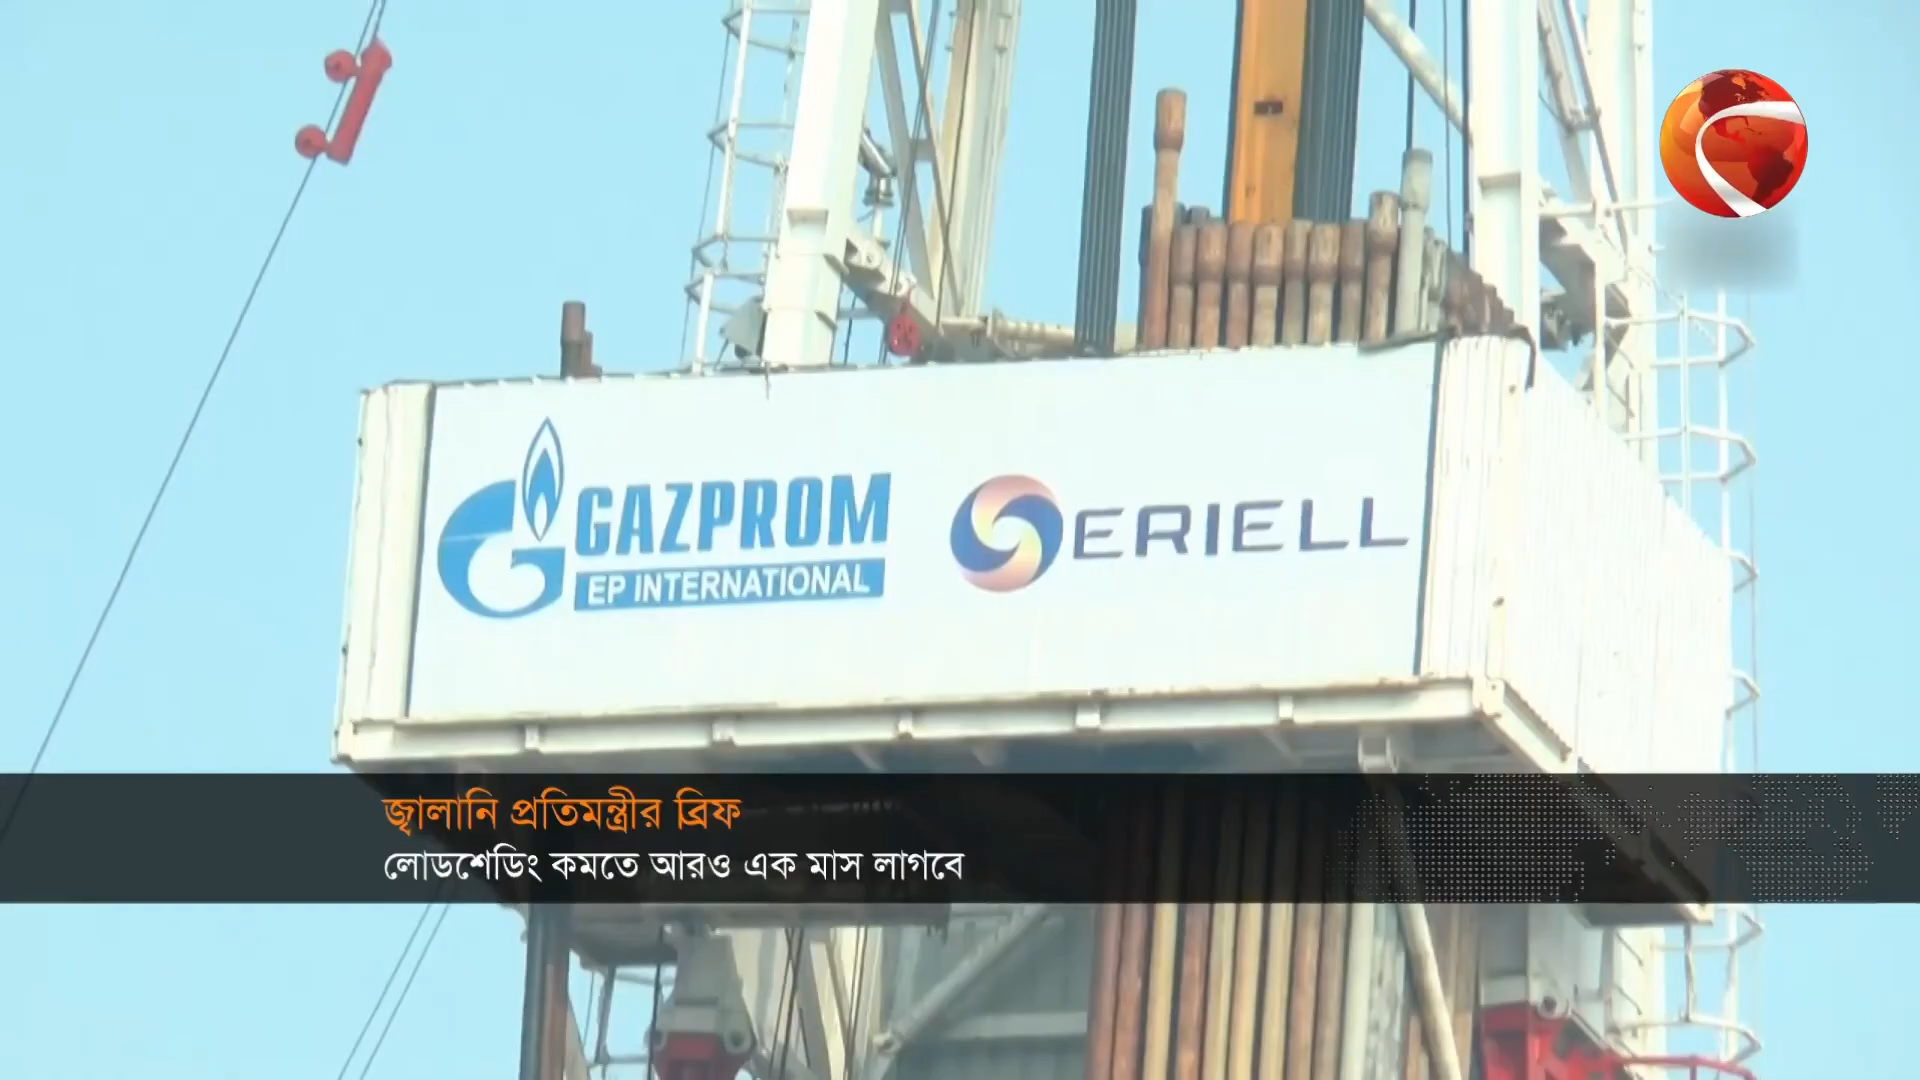 GAZPROM
EP INTERNATIONAL
ERIELL
জ্বালানি প্রতিমন্ত্রীর ব্রিফ
লোডশেডিং কমতে আরও এক মাস লাগবে